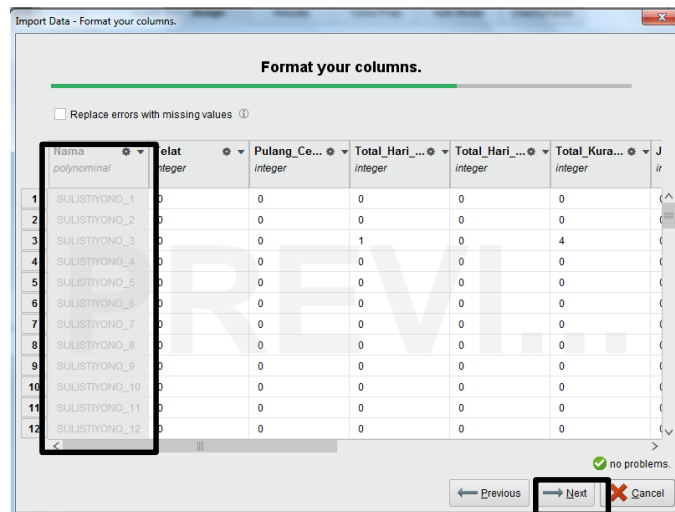 Import Data - Format your columns.
Format your columns.
Replace errors with missing values
Nama Telat Pulang_Ce... Total_Hari_... Total_Hari_... Total_Kura... J
polynominal integer integer integer integer integer
1 SULISTIYONO_1 0 0 0 0 0
2 SULISTIYONO_2 0 0 0 0 0
3 SULISTIYONO_3 0 0 1 0 4
4 SULISTIYONO_4 0 0 0 0 0
5 SULISTIYONO_5 0 0 0 0 0
6 SULISTIYONO_6 0 0 0 0 0
7 SULISTIYONO_7 0 0 0 0 0
8 SULISTIYONO_8 0 0 0 0 0
9 SULISTIYONO_9 0 0 0 0 0
10 SULISTIYONO_10 0 0 0 0 0
11 SULISTIYONO_11 0 0 0 0 0
12 SULISTIYONO_12 0 0 0 0 0
PREVI...
no problems.
Previous Next Cancel